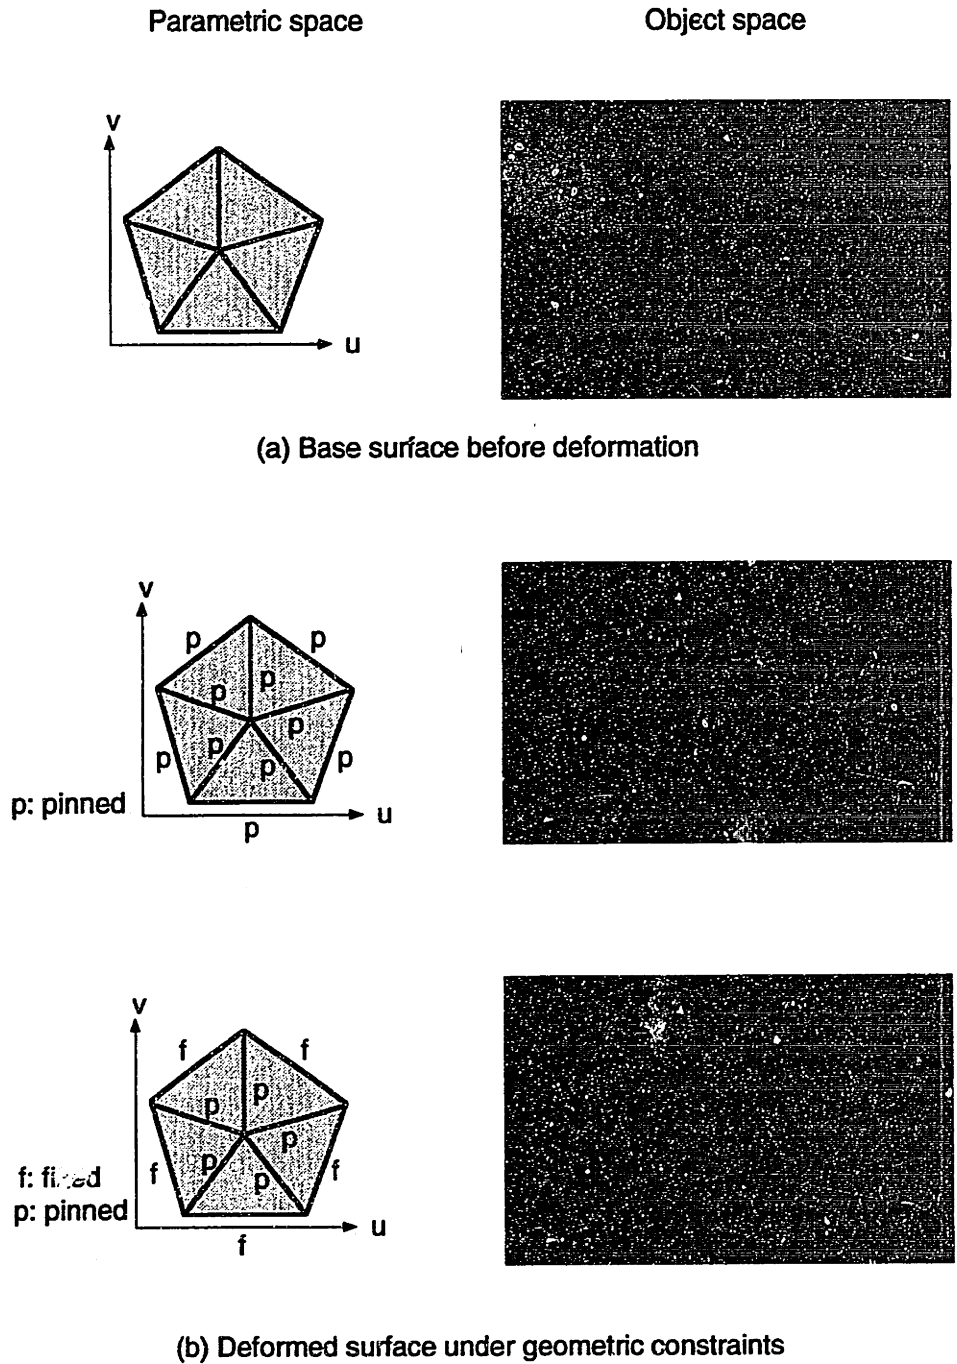 Parametric space
Object space
v
u
(a) Base surface before deformation
v
p p
p p
p
p p
p p
p: pinned
u
p
v
f f
p p
p
f p
p f
f:
p: pinned
u
f
(b) Deformed surface under geometric constraints